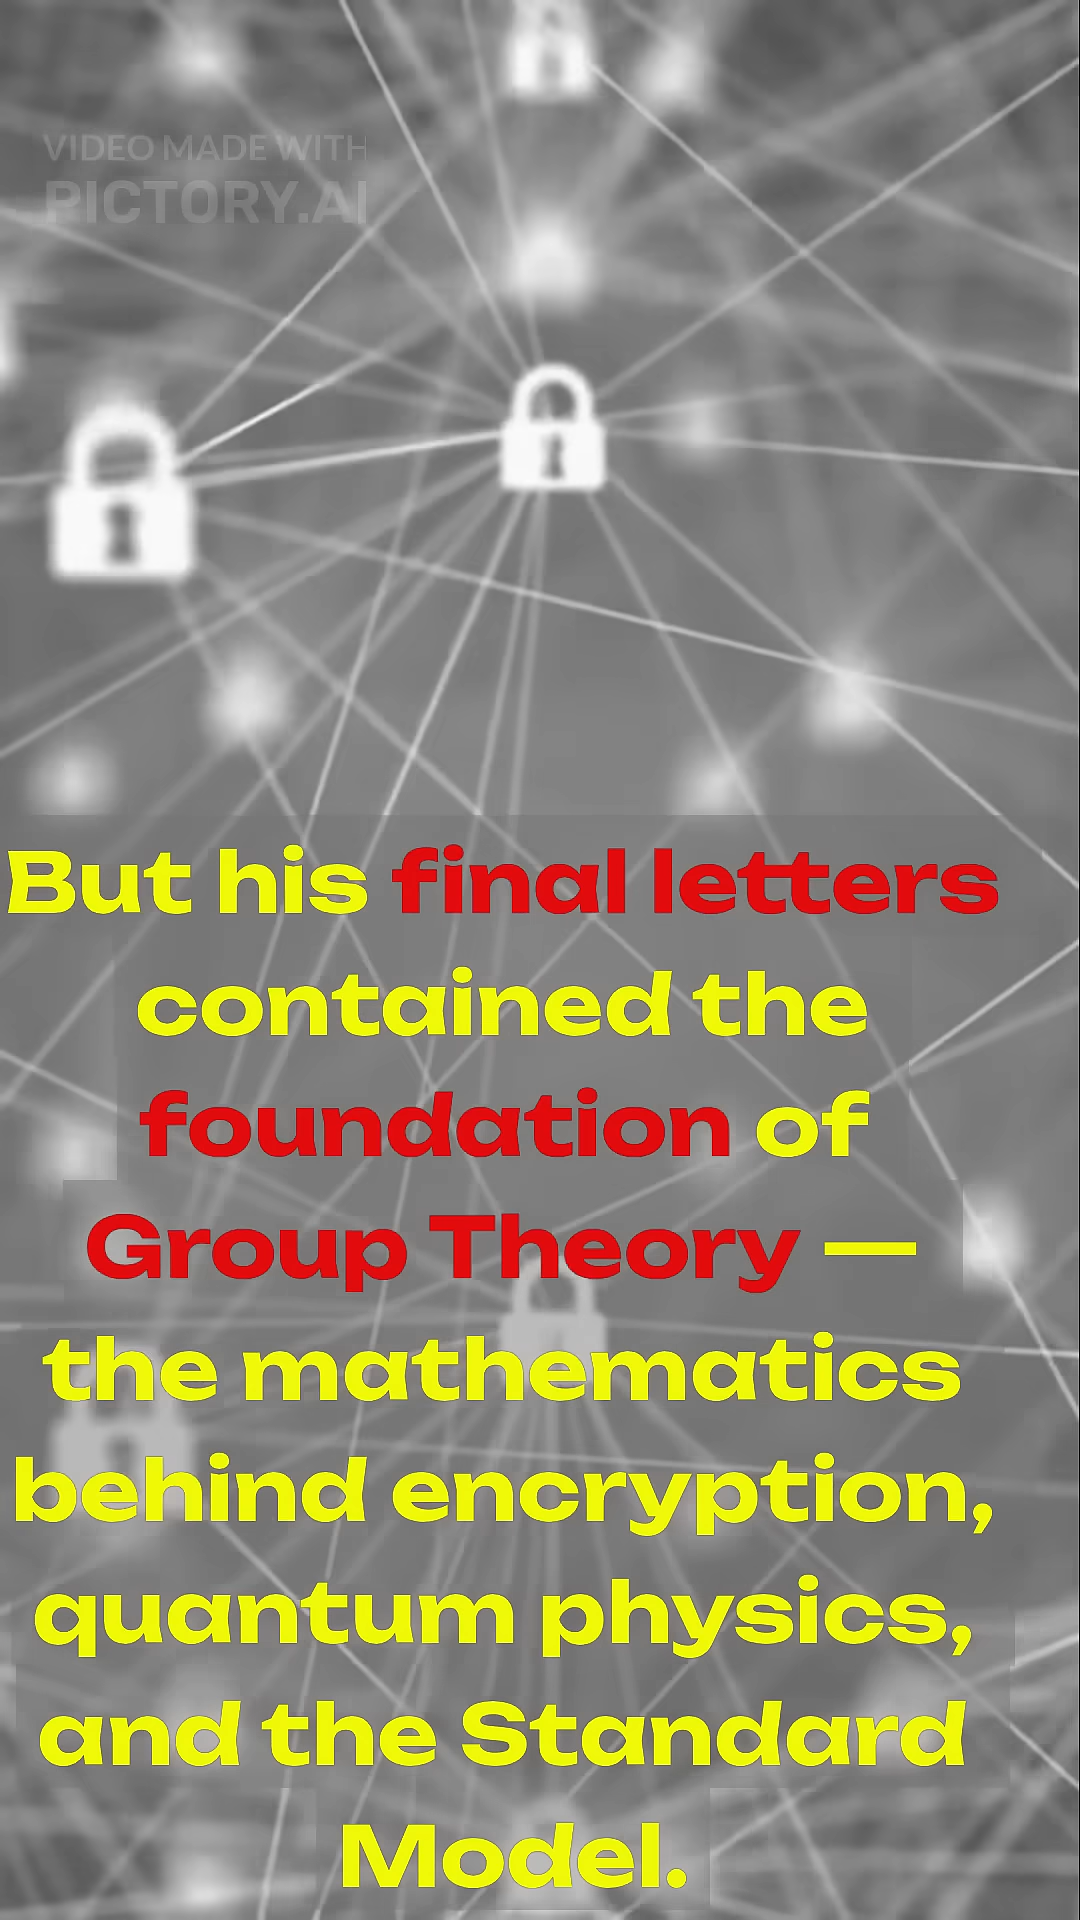 VIDEO MADE WITH
PICTORY.AI
But his final letters
contained the
foundation of
Group Theory —
the mathematics
behind encryption,
quantum physics,
and the Standard
Model.